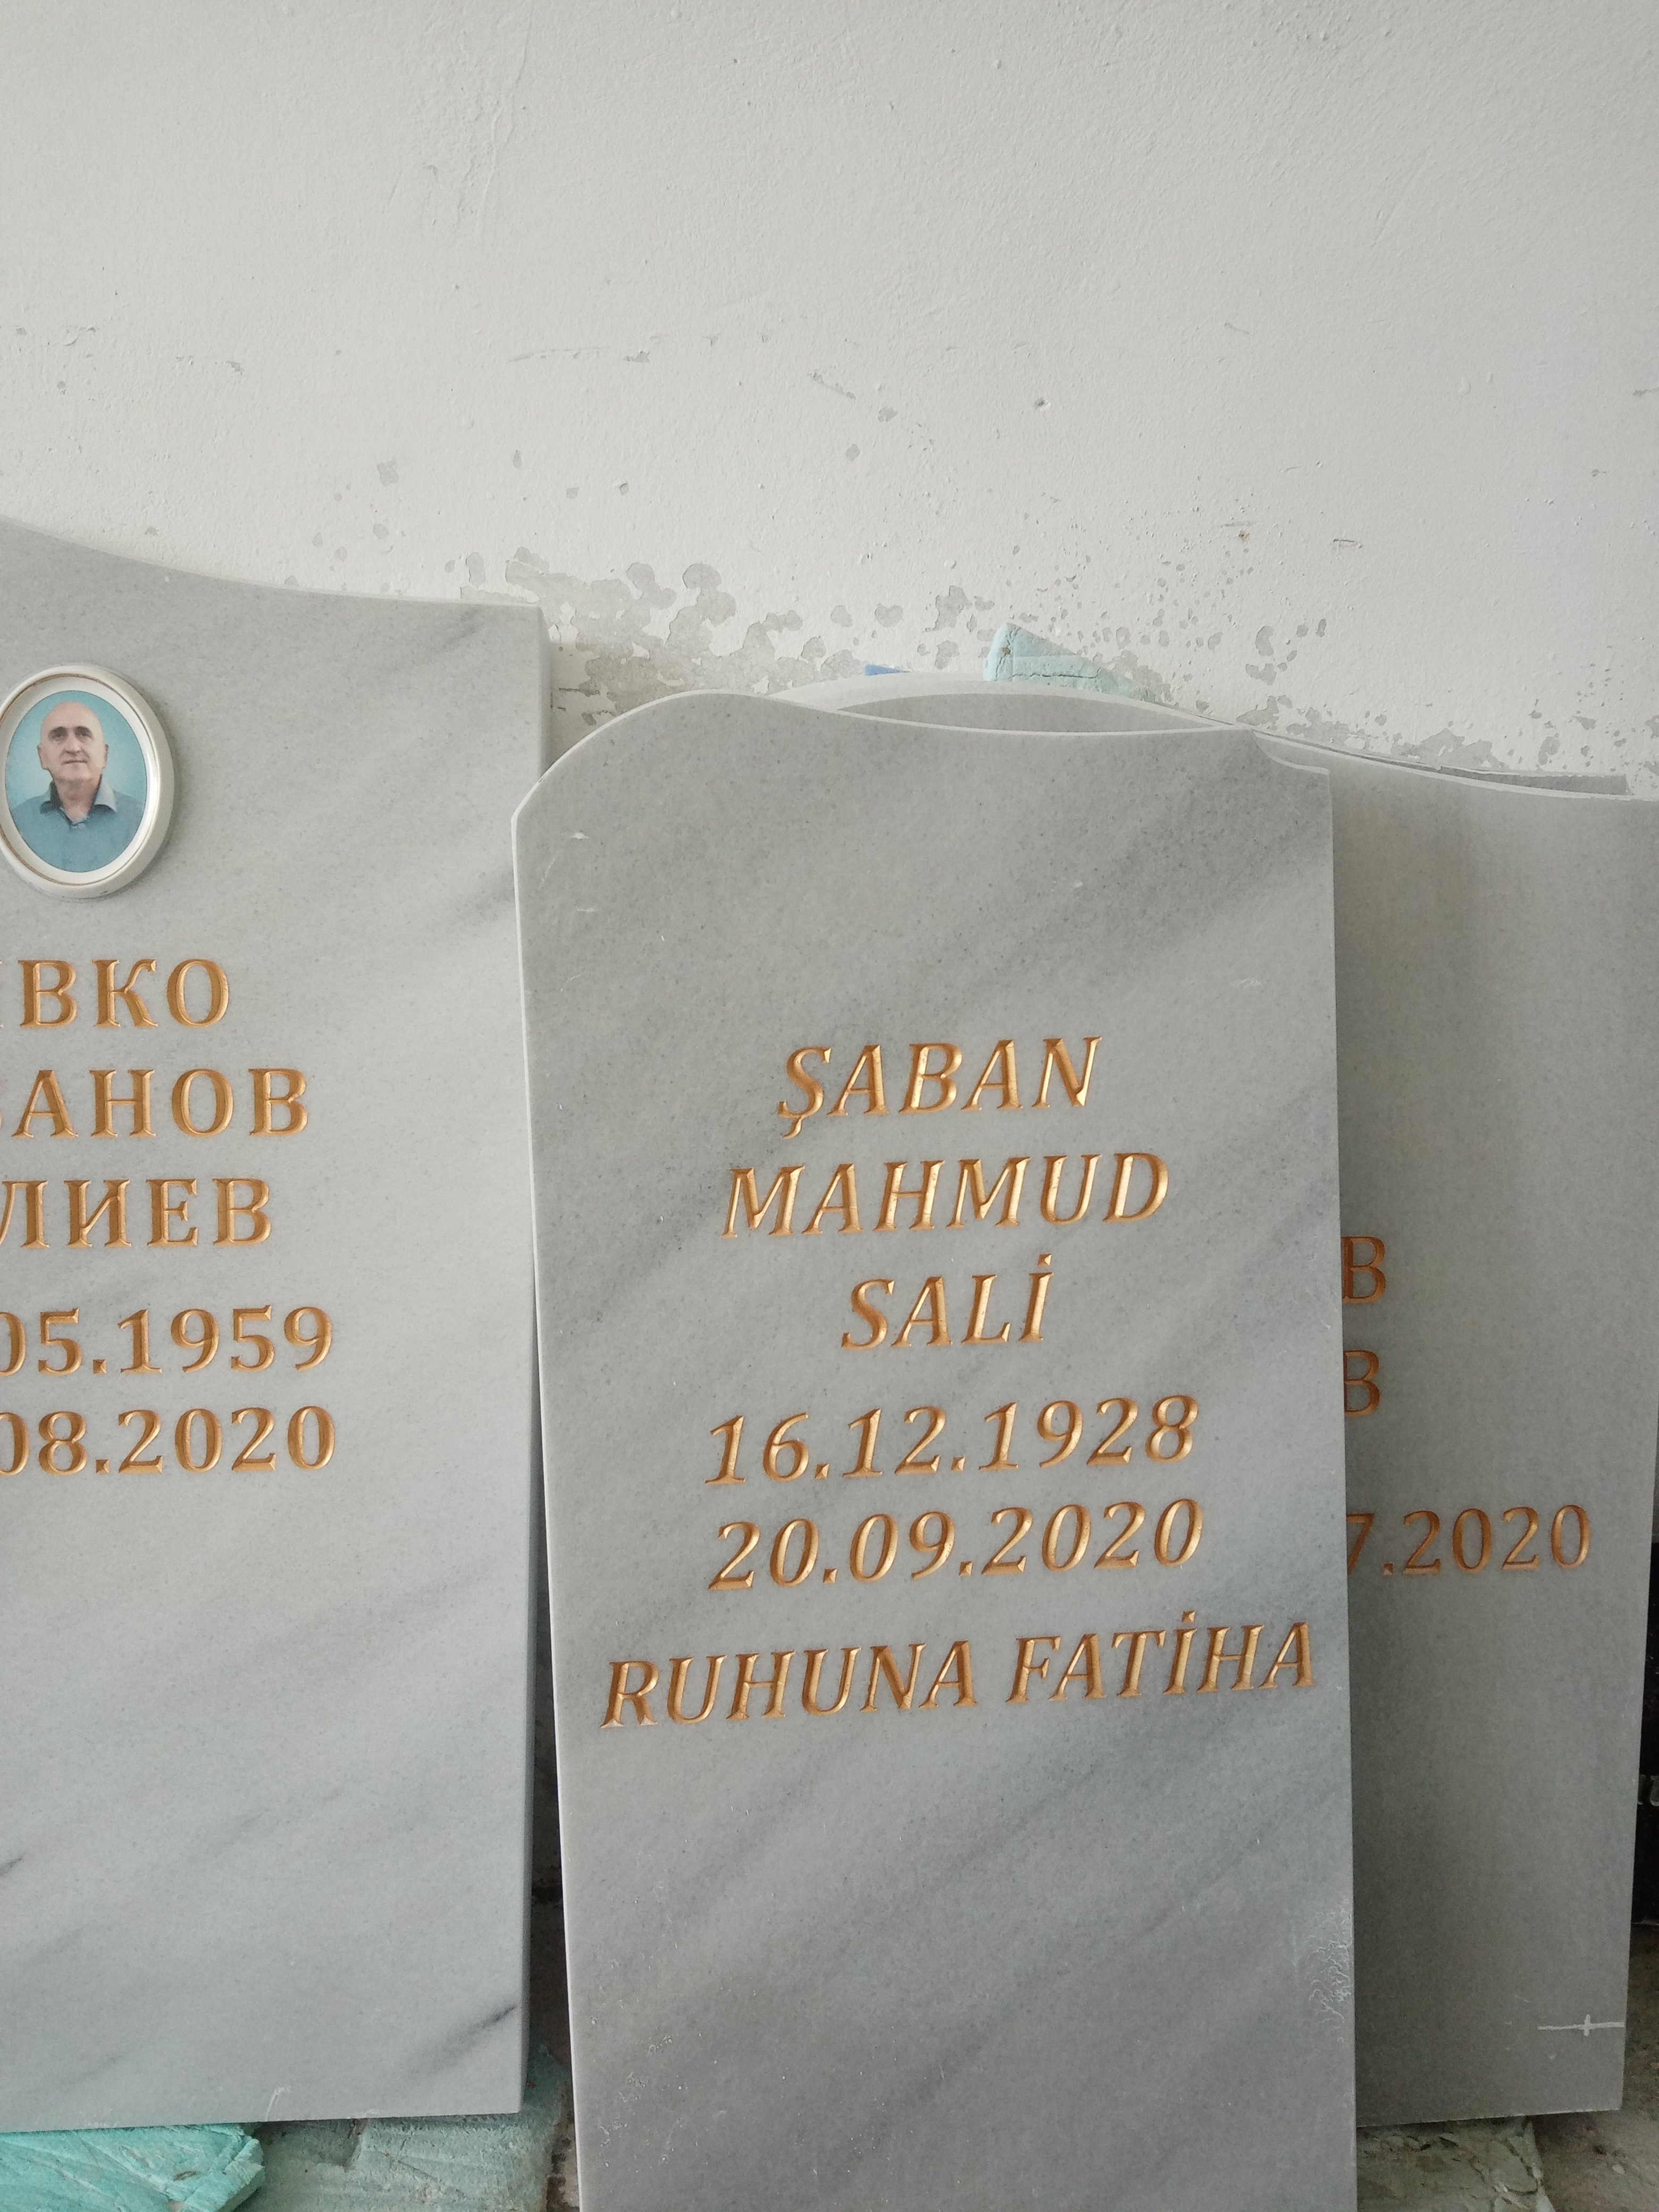 ВКО
ВАНОВ
ЛИЕВ
05.1959
08.2020
ŞABAN
MAHMUD
SALİ
16.12.1928
20.09.2020
RUHUNA FATİHA
В
В
7.2020